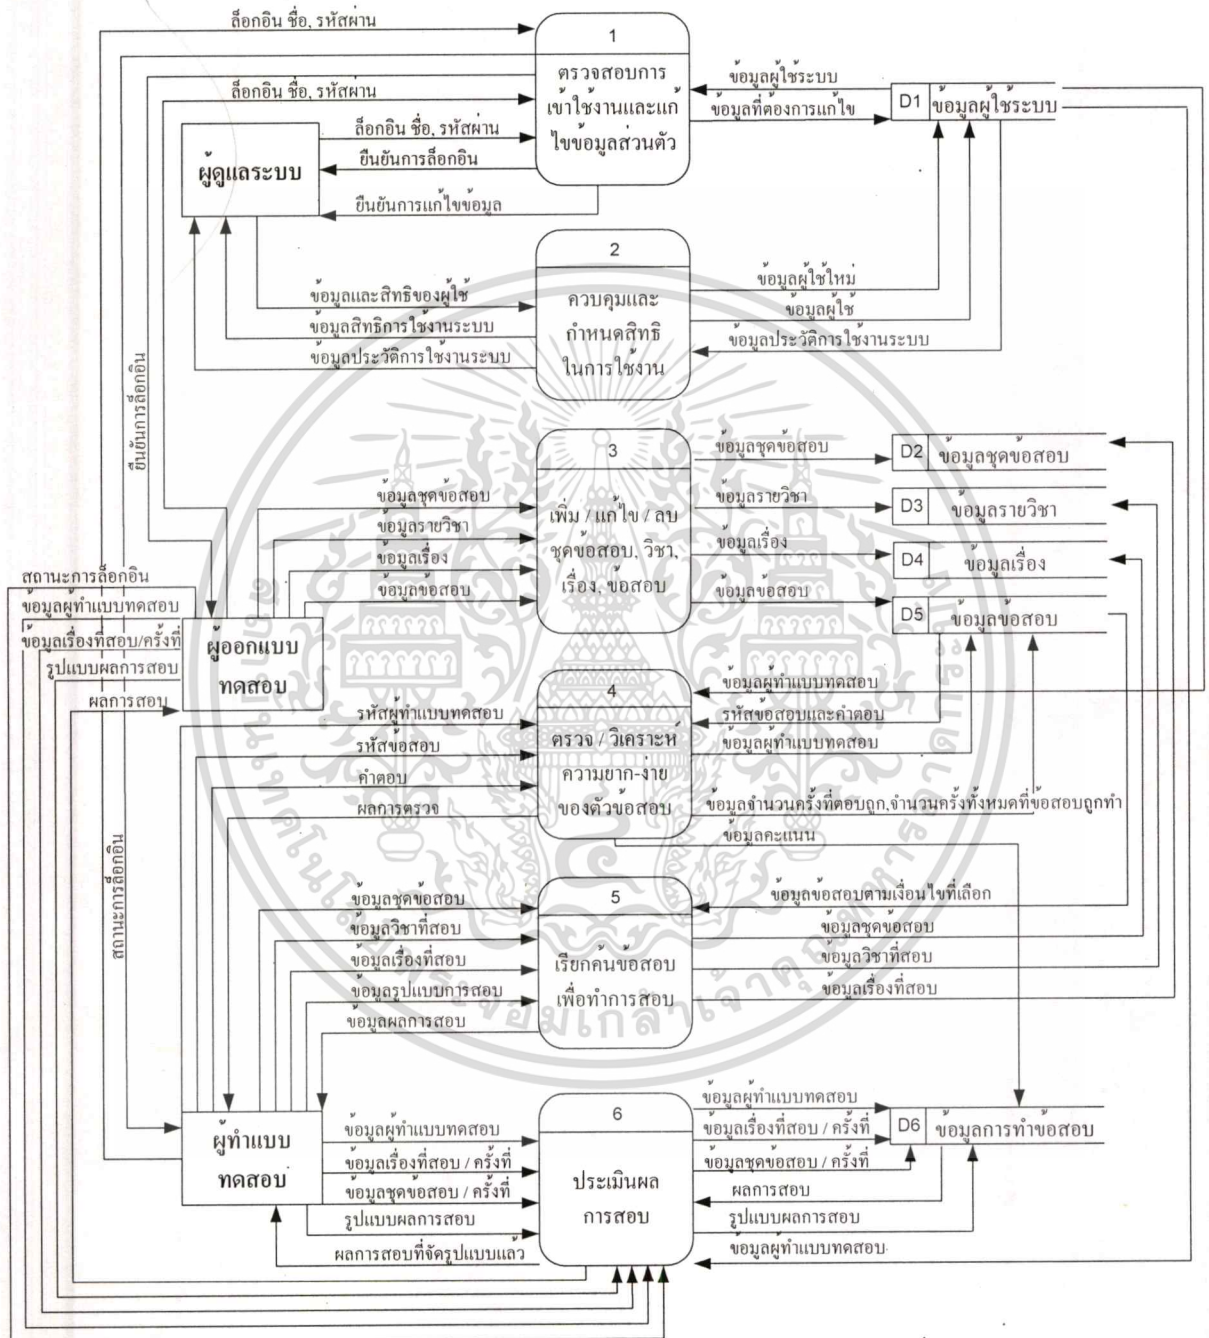 ล็อกอิน ชื่อ, รหัสผ่าน
1
ตรวจสอบการ
เข้าใช้งานและแก้
ไขข้อมูลส่วนตัว
ล็อกอิน ชื่อ, รหัสผ่าน
ข้อมูลผู้ใช้ระบบ
ข้อมูลที่ต้องการแก้ไข
D1 ข้อมูลผู้ใช้ระบบ
ผู้ดูแลระบบ
ล็อกอิน ชื่อ, รหัสผ่าน
ยืนยันการล็อกอิน
ยืนยันการแก้ไขข้อมูล
2
ควบคุมและ
กำหนดสิทธิ
ในการใช้งาน
ข้อมูลและสิทธิของผู้ใช้
ข้อมูลสิทธิการใช้งานระบบ
ข้อมูลประวัติการใช้งานระบบ
ข้อมูลผู้ใช้ใหม่
ข้อมูลผู้ใช้
ข้อมูลประวัติการใช้งานระบบ
ยืนยันการล็อกอิน
3
เพิ่ม / แก้ไข / ลบ
ชุดข้อสอบ, วิชา,
เรื่อง, ข้อสอบ
ข้อมูลชุดข้อสอบ
ข้อมูลรายวิชา
ข้อมูลเรื่อง
ข้อมูลข้อสอบ
ข้อมูลชุดข้อสอบ
ข้อมูลรายวิชา
ข้อมูลเรื่อง
ข้อมูลข้อสอบ
D2 ข้อมูลชุดข้อสอบ
D3 ข้อมูลรายวิชา
D4 ข้อมูลเรื่อง
D5 ข้อมูลข้อสอบ
สถานะการล็อกอิน
ข้อมูลผู้ทำแบบทดสอบ
ข้อมูลเรื่องที่สอบ/ครั้งที่
รูปแบบผลการสอบ
ผลการสอบ
ผู้ออกแบบ
ทดสอบ
4
ตรวจ / วิเคราะห์
ความยาก-ง่าย
ของตัวข้อสอบ
รหัสผู้ทำแบบทดสอบ
รหัสข้อสอบ
คำตอบ
ผลการตรวจ
ข้อมูลผู้ทำแบบทดสอบ
รหัสข้อสอบและคำตอบ
ข้อมูลผู้ทำแบบทดสอบ
ข้อมูลจำนวนครั้งที่ตอบถูก,จำนวนครั้งทั้งหมดที่ข้อสอบถูกทำ
ข้อมูลคะแนน
สถานะการล็อกอิน
5
เรียกค้นข้อสอบ
เพื่อทำการสอบ
ข้อมูลชุดข้อสอบ
ข้อมูลวิชาที่สอบ
ข้อมูลเรื่องที่สอบ
ข้อมูลรูปแบบการสอบ
ข้อมูลผลการสอบ
ข้อมูลข้อสอบตามเงื่อนไขที่เลือก
ข้อมูลชุดข้อสอบ
ข้อมูลวิชาที่สอบ
ข้อมูลเรื่องที่สอบ
ผู้ทำแบบ
ทดสอบ
ข้อมูลผู้ทำแบบทดสอบ
ข้อมูลเรื่องที่สอบ / ครั้งที่
ข้อมูลชุดข้อสอบ / ครั้งที่
รูปแบบผลการสอบ
ผลการสอบที่จัดรูปแบบแล้ว
6
ประเมินผล
การสอบ
ข้อมูลผู้ทำแบบทดสอบ
ข้อมูลเรื่องที่สอบ / ครั้งที่
ข้อมูลชุดข้อสอบ / ครั้งที่
ผลการสอบ
รูปแบบผลการสอบ
ข้อมูลผู้ทำแบบทดสอบ
D6 ข้อมูลการทำข้อสอบ